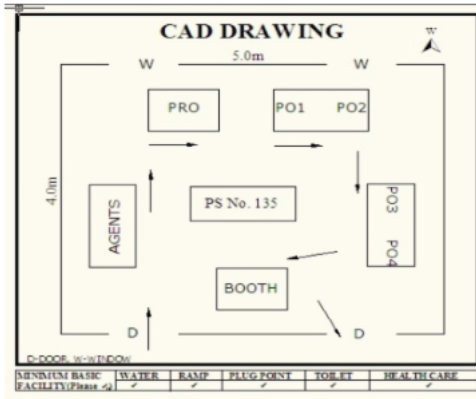 CAD DRAWING
W
W 5.0m W
PRO PO1 PO2
4.0m
AGENTS PS No. 135 PO3 PO4
BOOTH
D D
D-DOOR, W-WINDOW
MINIMUM BASIC FACILITY(Please ✓) WATER RAMP PLUG POINT TOILET HEALTH CARE
✓ ✓ ✓ ✓ ✓